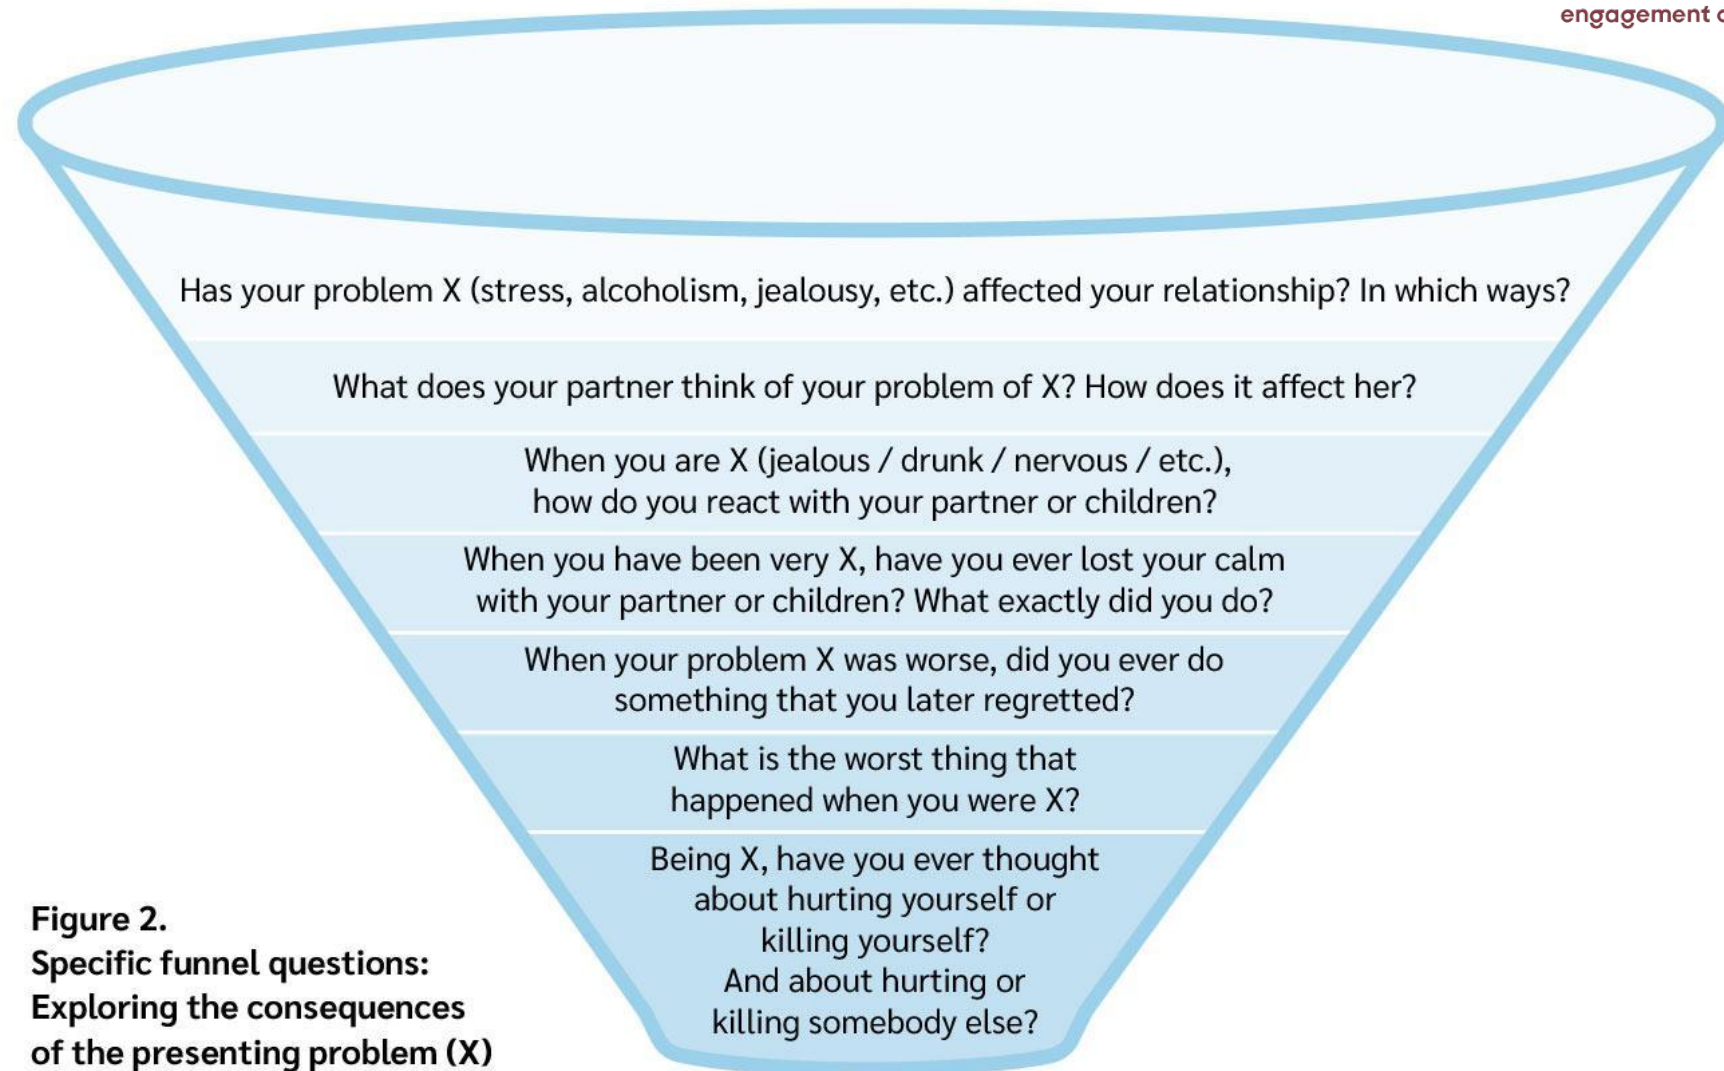 engagement
Has your problem X (stress, alcoholism, jealousy, etc.) affected your relationship? In which ways?
What does your partner think of your problem of X? How does it affect her?
When you are X (jealous / drunk / nervous / etc.),
how do you react with your partner or children?
When you have been very X, have you ever lost your calm
with your partner or children? What exactly did you do?
When your problem X was worse, did you ever do
something that you later regretted?
What is the worst thing that
happened when you were X?
Being X, have you ever thought
about hurting yourself or
killing yourself?
And about hurting or
killing somebody else?
Figure 2.
Specific funnel questions:
Exploring the consequences
of the presenting problem (X)